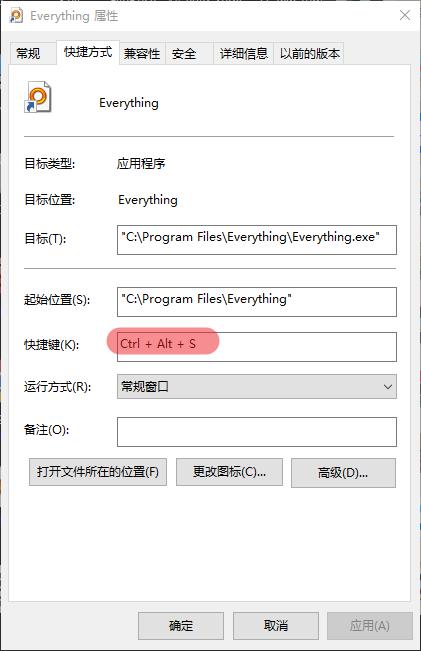 Everything 属性
常规 快捷方式 兼容性 安全 详细信息 以前的版本
Everything
目标类型: 应用程序
目标位置: Everything
目标(T): "C:\Program Files\Everything\Everything.exe"
起始位置(S): "C:\Program Files\Everything"
快捷键(K): Ctrl + Alt + S
运行方式(R): 常规窗口
备注(O):
打开文件所在的位置(F) 更改图标(C)... 高级(D)...
确定 取消 应用(A)